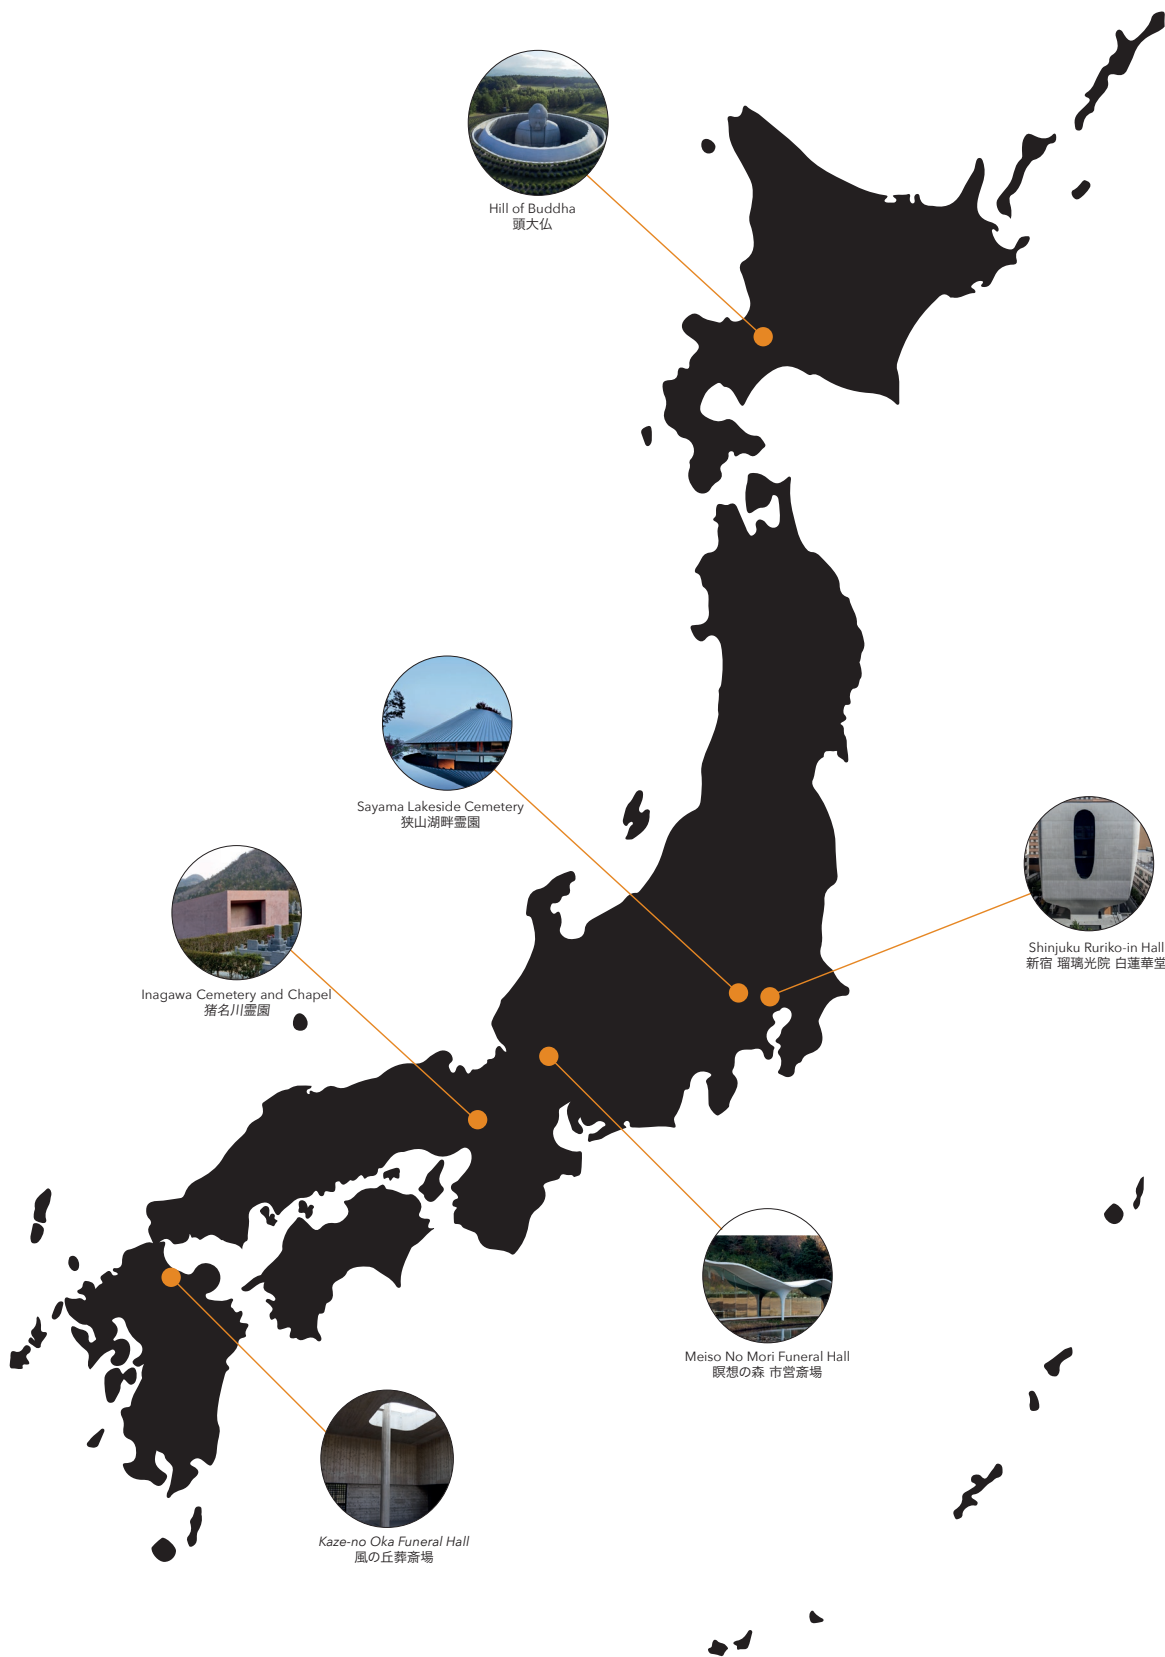 Hill of Buddha
頭大仏
Sayama Lakeside Cemetery
狭山湖畔霊園
Shinjuku Ruriko-in Hall
新宿 瑠璃光院 白蓮華堂
Inagawa Cemetery and Chapel
猪名川霊園
Meiso No Mori Funeral Hall
瞑想の森 市営斎場
Kaze-no Oka Funeral Hall
風の丘葬斎場